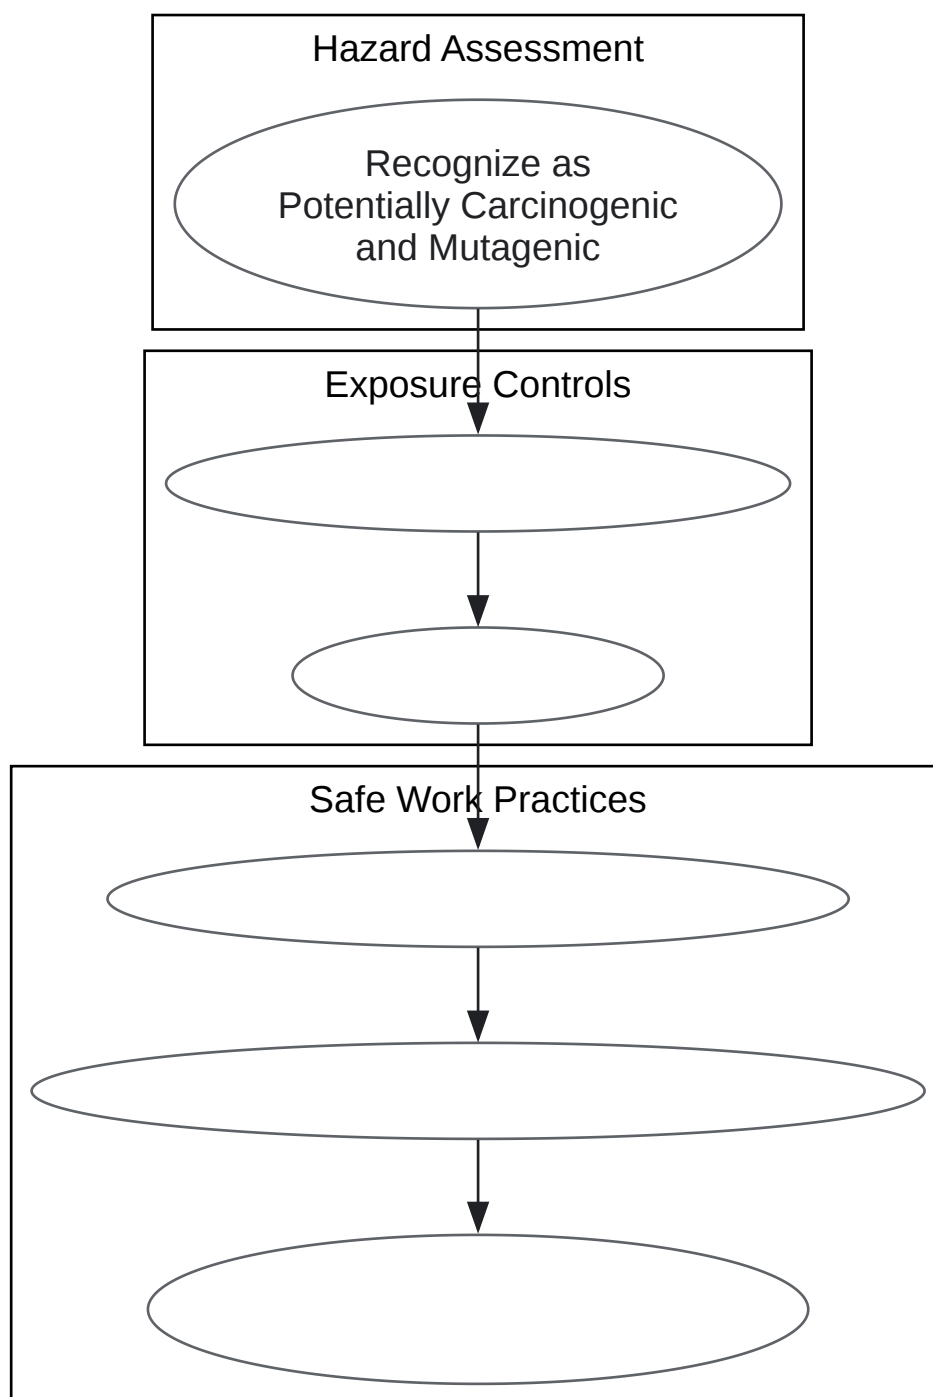 Hazard Assessment
Recognize as
Potentially Carcinogenic
and Mutagenic
Exposure Controls
Safe Work Practices